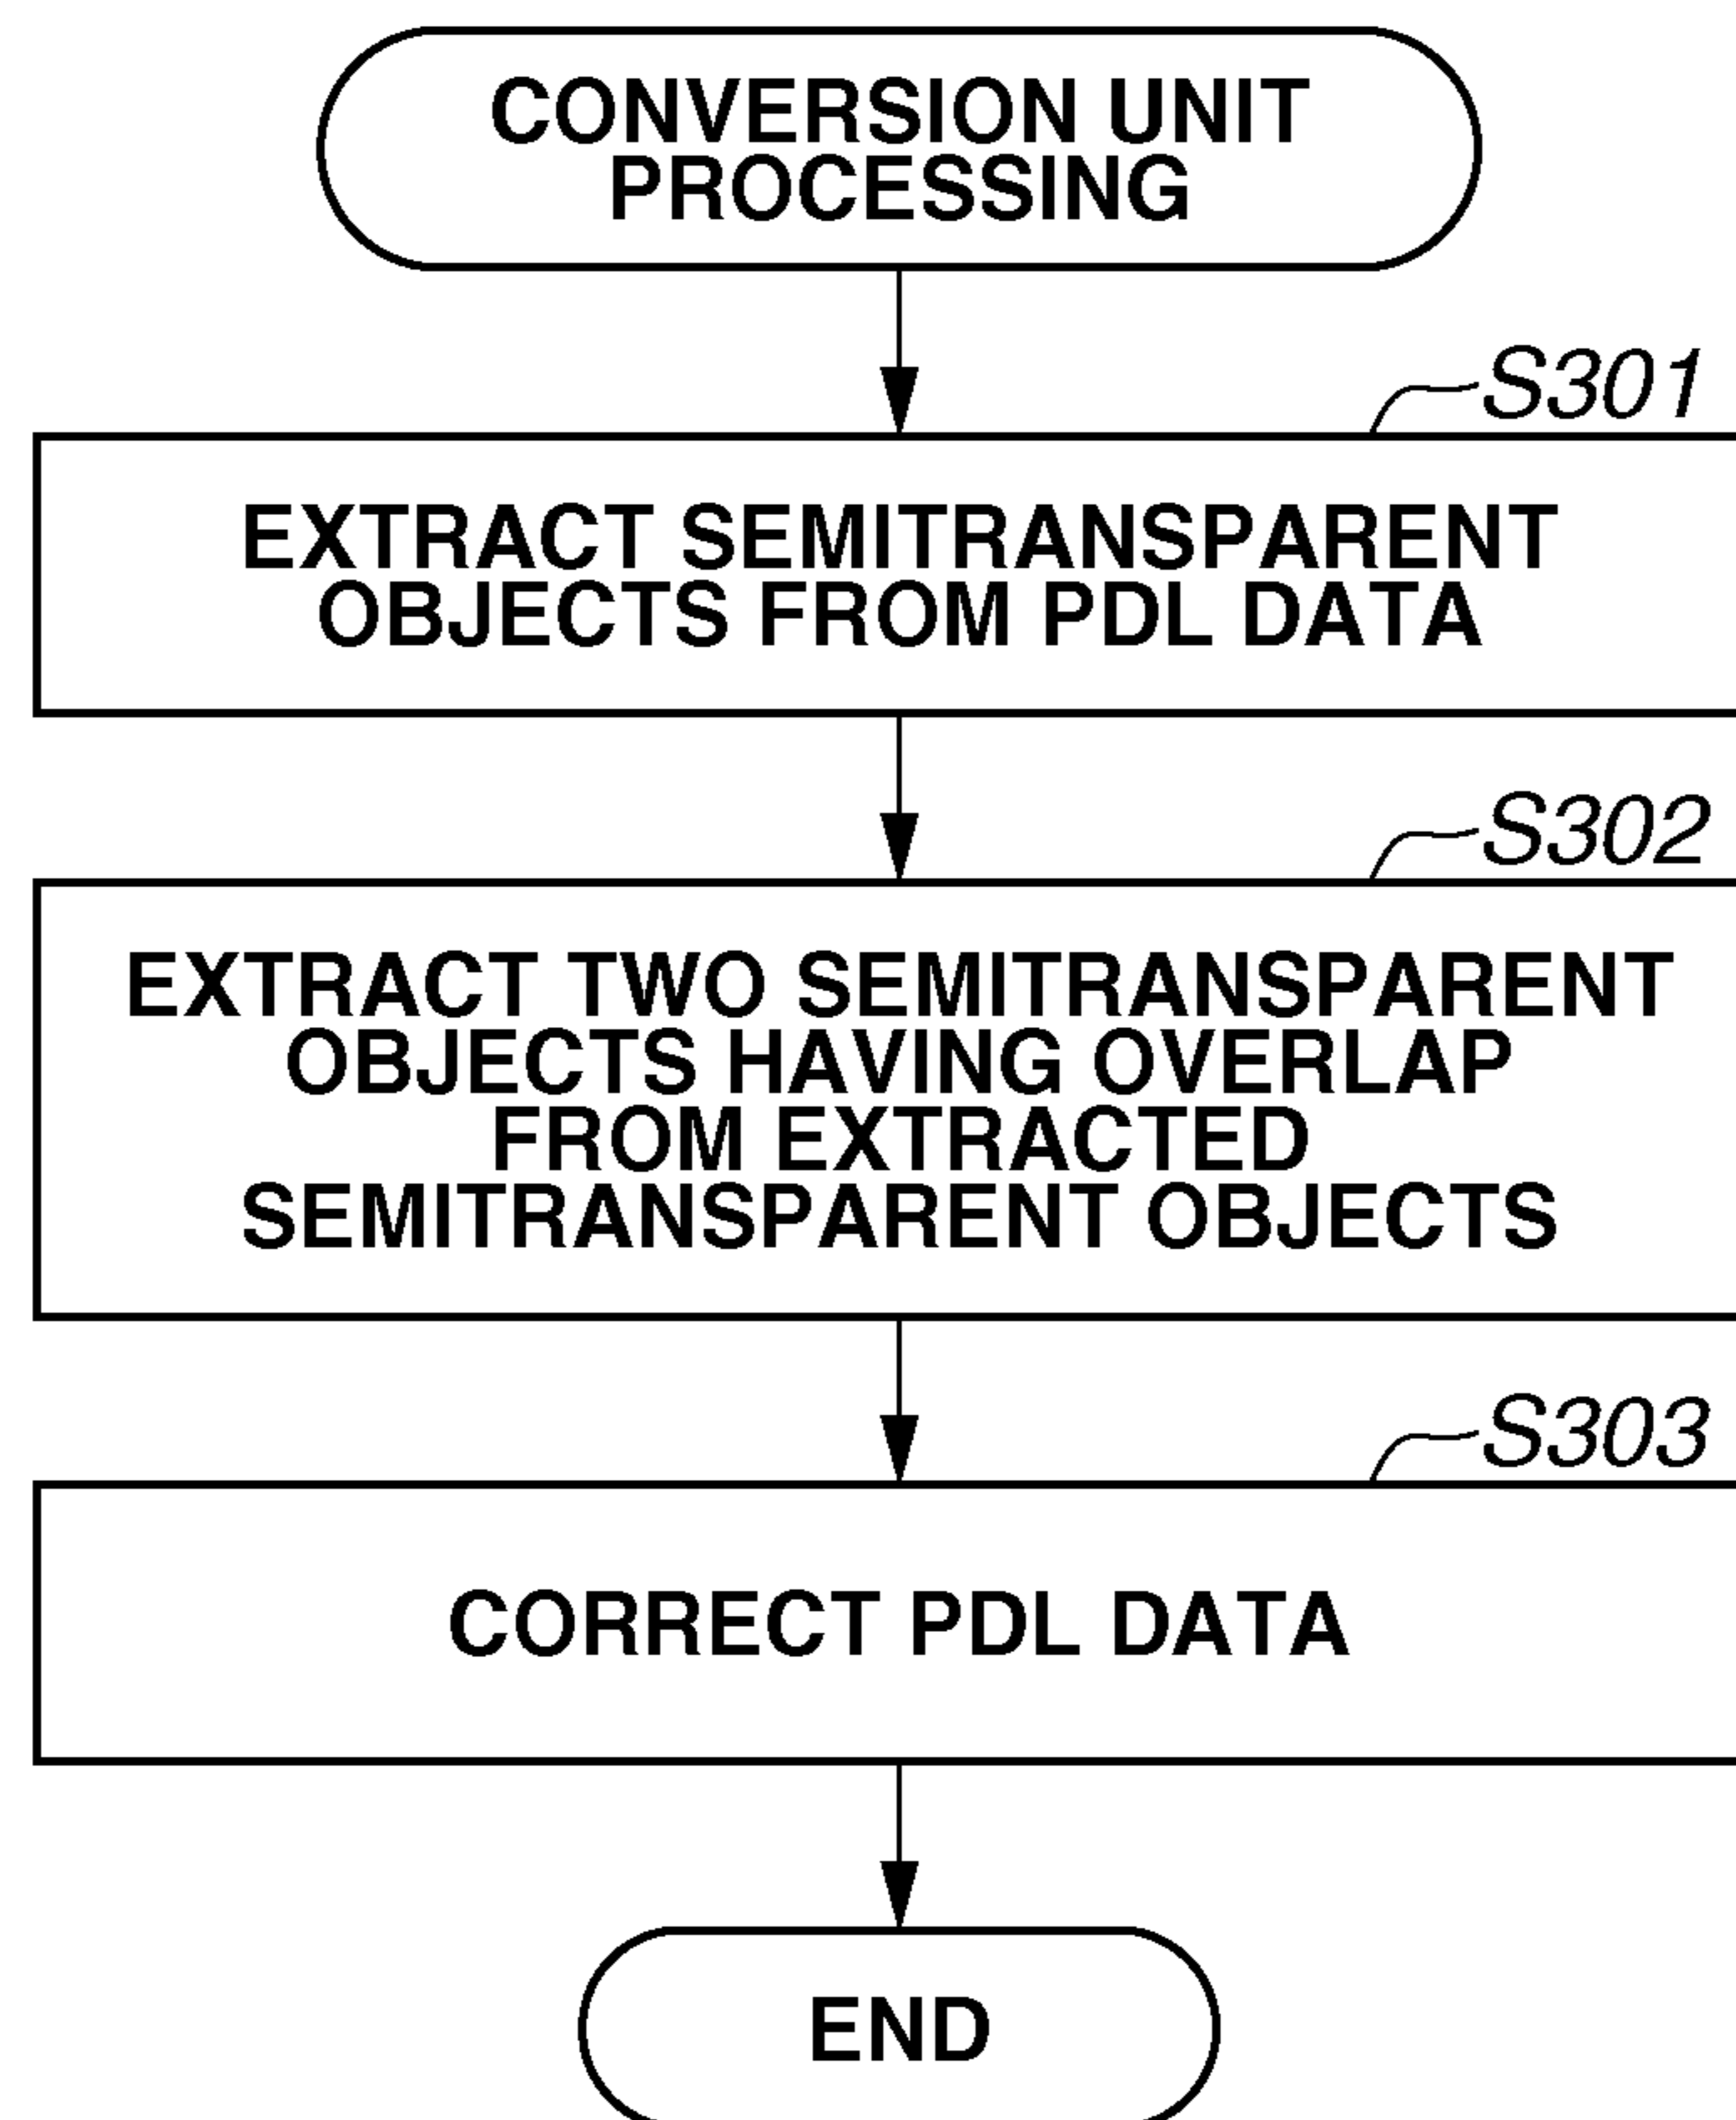 CONVERSION UNIT
PROCESSING
S301
EXTRACT SEMITRANSPARENT
OBJECTS FROM PDL DATA
S302
EXTRACT TWO SEMITRANSPARENT
OBJECTS HAVING OVERLAP
FROM EXTRACTED
SEMITRANSPARENT OBJECTS
S303
CORRECT PDL DATA
END